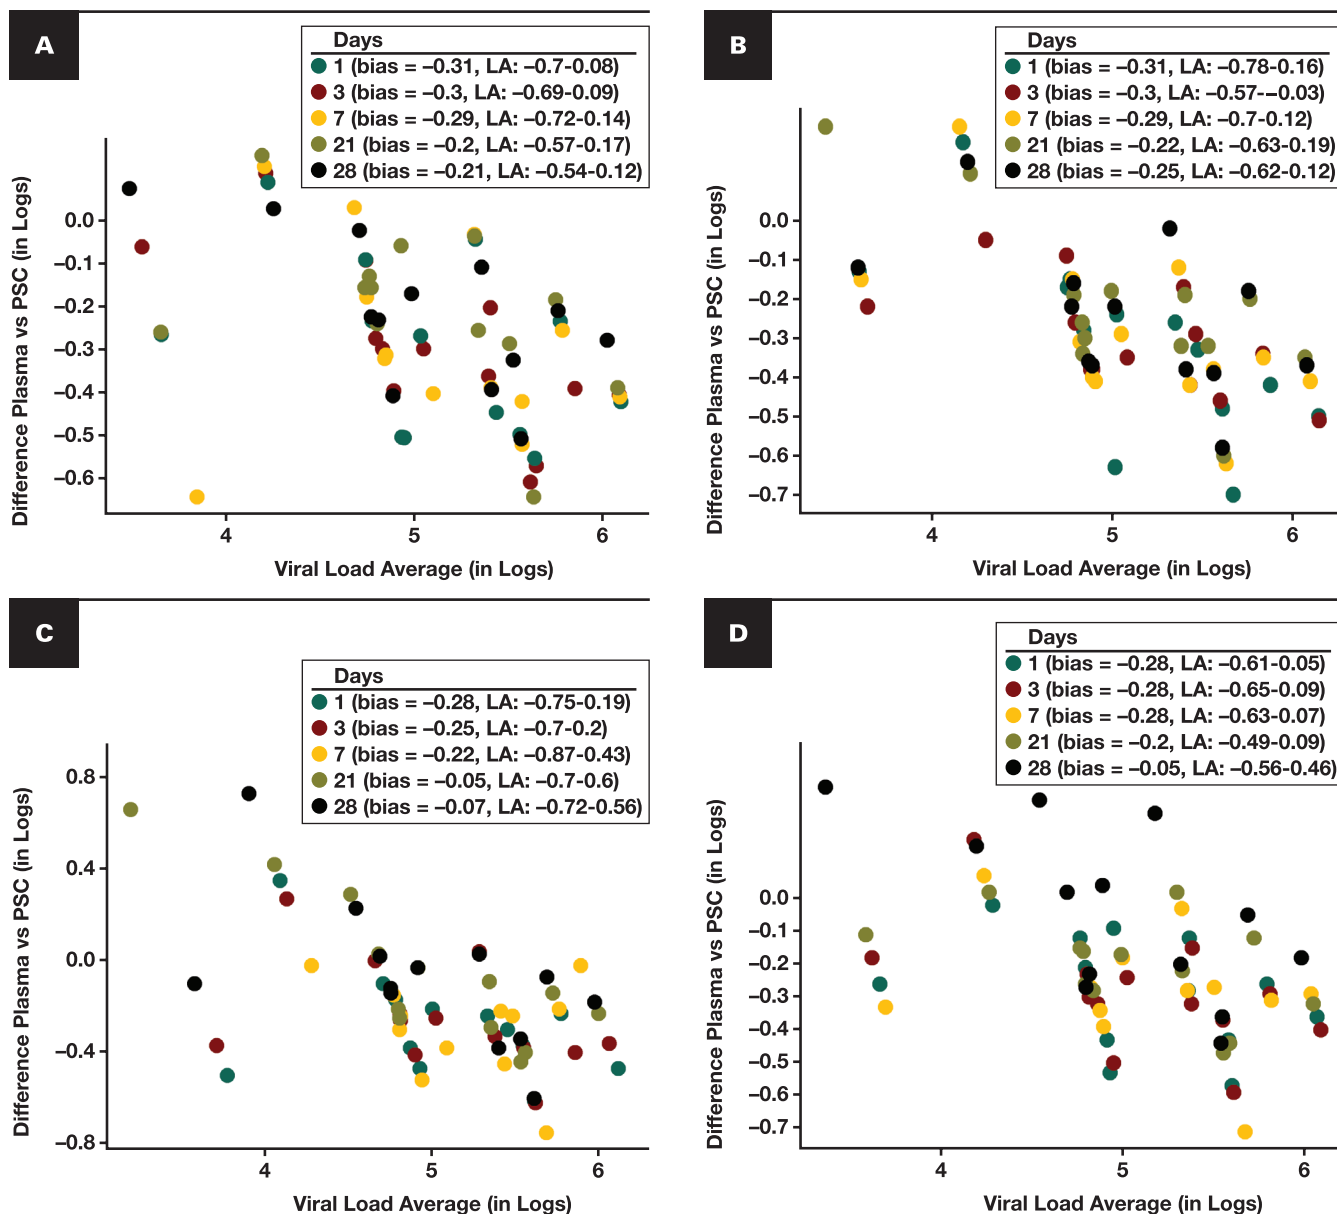 A
Days
1 (bias = –0.31, LA: –0.7-0.08)
3 (bias = –0.3, LA: –0.69-0.09)
7 (bias = –0.29, LA: –0.72-0.14)
21 (bias = –0.2, LA: –0.57-0.17)
28 (bias = –0.21, LA: –0.54-0.12)
Difference Plasma vs PSC (in Logs)
0.0
–0.1
–0.2
–0.3
–0.4
–0.5
–0.6
4 5 6
Viral Load Average (in Logs)
B
Days
1 (bias = –0.31, LA: –0.78-0.16)
3 (bias = –0.3, LA: –0.57-–0.03)
7 (bias = –0.29, LA: –0.7-0.12)
21 (bias = –0.22, LA: –0.63-0.19)
28 (bias = –0.25, LA: –0.62-0.12)
Difference Plasma vs PSC (in Logs)
0.0
–0.1
–0.2
–0.3
–0.4
–0.5
–0.6
–0.7
4 5 6
Viral Load Average (in Logs)
C
Days
1 (bias = –0.28, LA: –0.75-0.19)
3 (bias = –0.25, LA: –0.7-0.2)
7 (bias = –0.22, LA: –0.87-0.43)
21 (bias = –0.05, LA: –0.7-0.6)
28 (bias = –0.07, LA: –0.72-0.56)
Difference Plasma vs PSC (in Logs)
0.8
0.4
0.0
–0.4
–0.8
4 5 6
Viral Load Average (in Logs)
D
Days
1 (bias = –0.28, LA: –0.61-0.05)
3 (bias = –0.28, LA: –0.65-0.09)
7 (bias = –0.28, LA: –0.63-0.07)
21 (bias = –0.2, LA: –0.49-0.09)
28 (bias = –0.05, LA: –0.56-0.46)
Difference Plasma vs PSC (in Logs)
0.0
–0.1
–0.2
–0.3
–0.4
–0.5
–0.6
–0.7
4 5 6
Viral Load Average (in Logs)